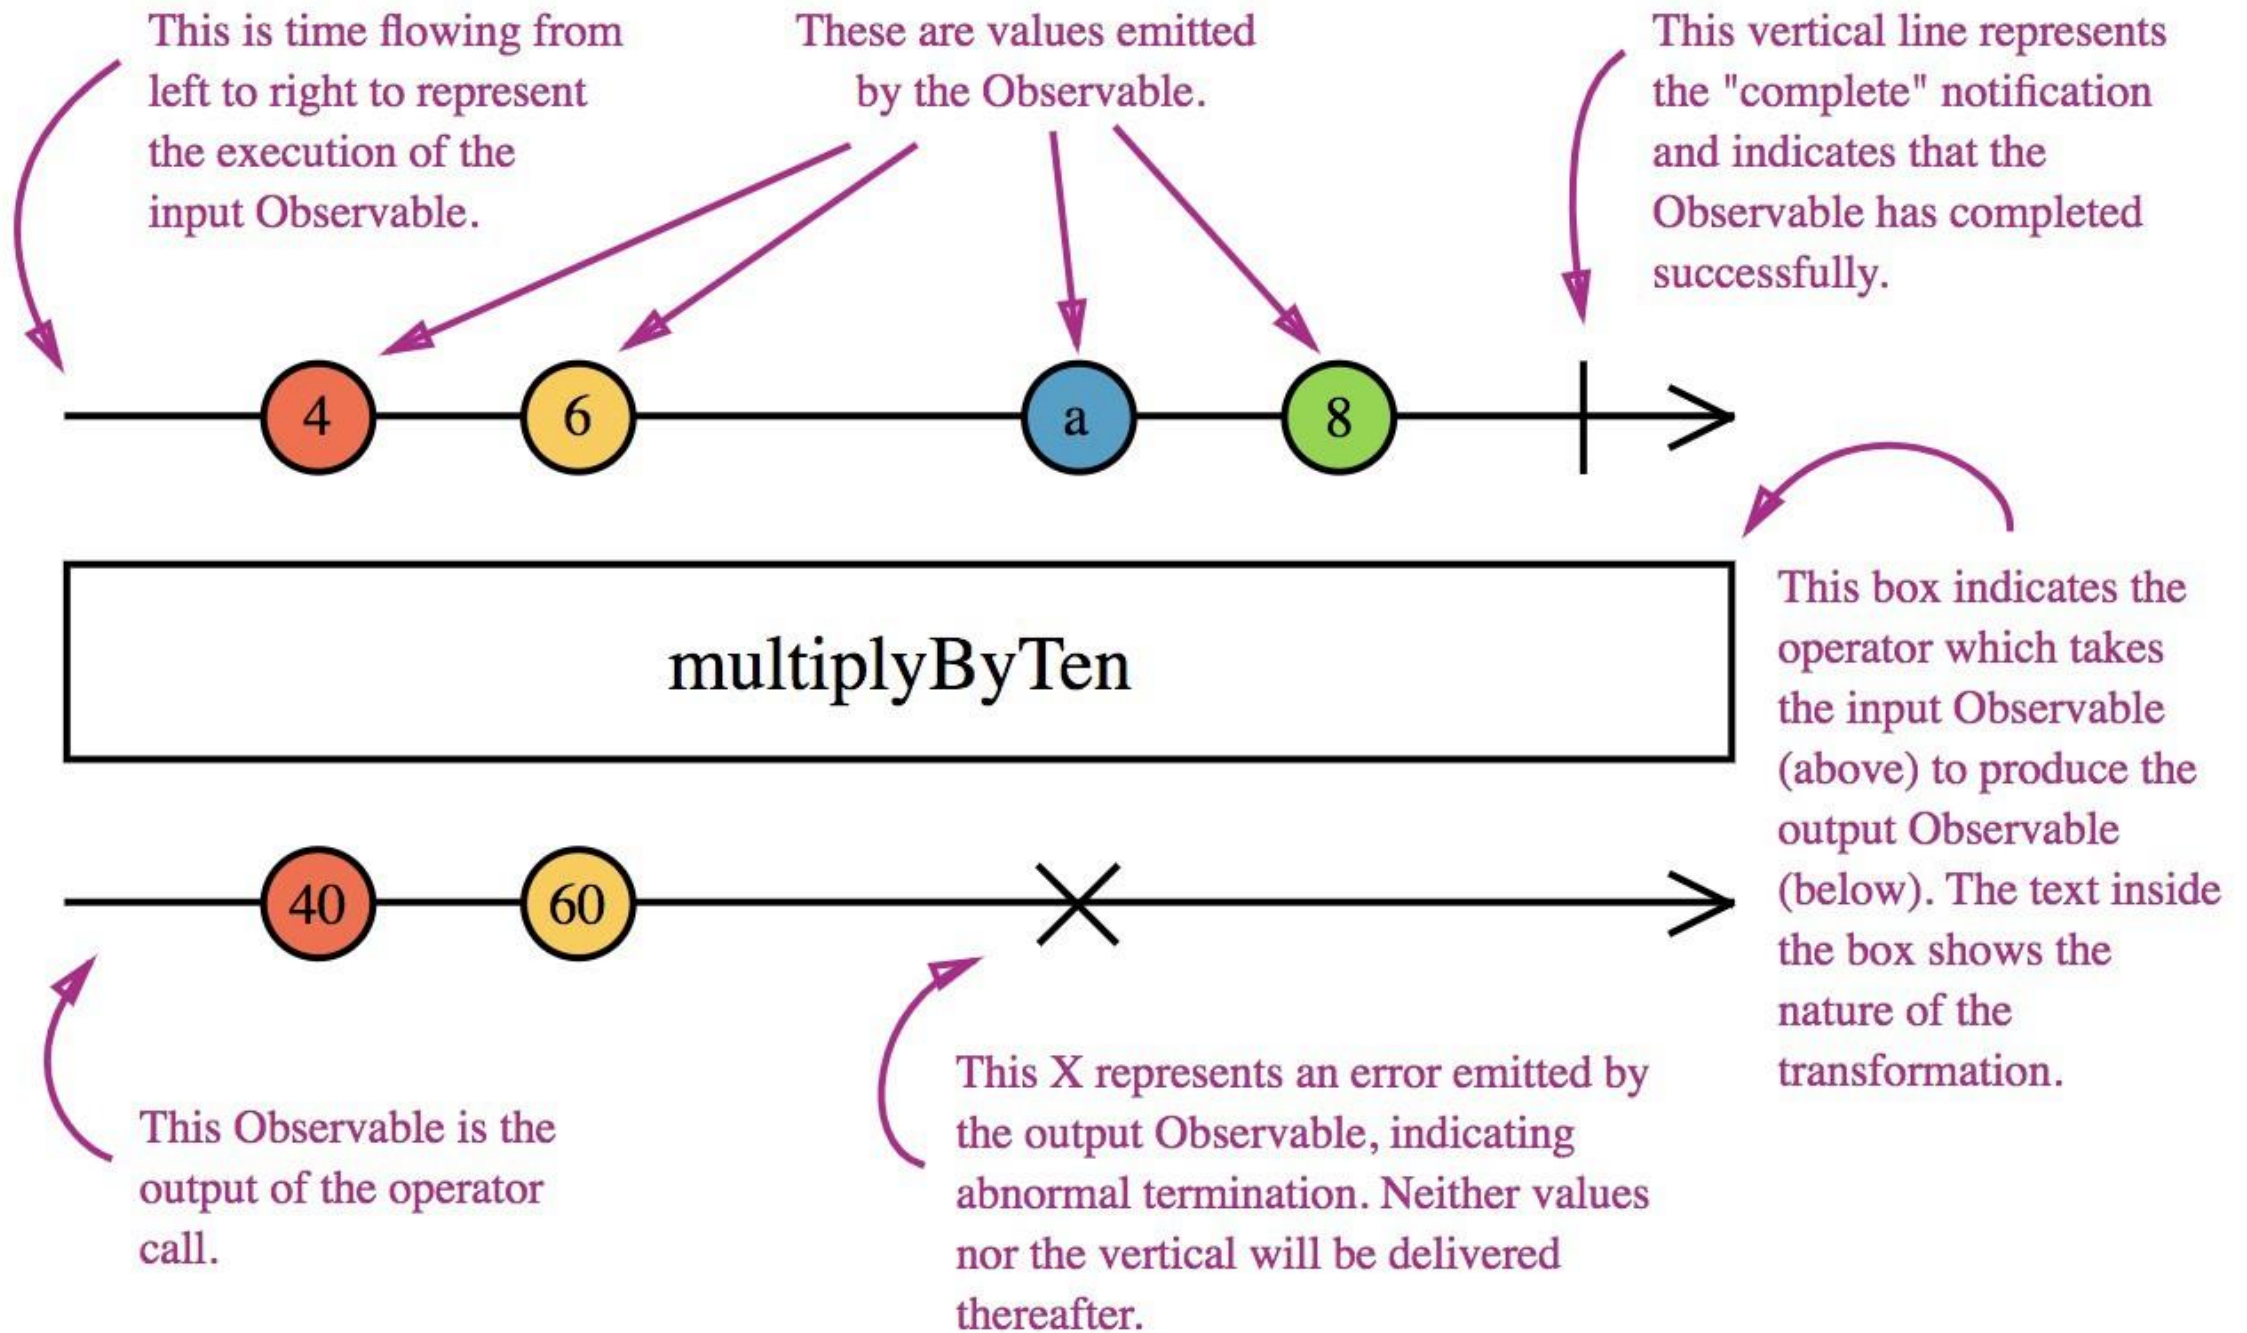 This is time flowing from
left to right to represent
the execution of the
input Observable.
These are values emitted
by the Observable.
This vertical line represents
the "complete" notification
and indicates that the
Observable has completed
successfully.
4
6
a
8
multiplyByTen
This box indicates the
operator which takes
the input Observable
(above) to produce the
output Observable
(below). The text inside
the box shows the
nature of the
transformation.
40
60
This Observable is the
output of the operator
call.
This X represents an error emitted by
the output Observable, indicating
abnormal termination. Neither values
nor the vertical will be delivered
thereafter.